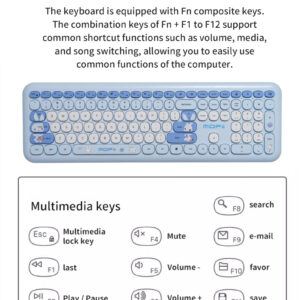 The keyboard is equipped with Fn composite keys.
The combination keys of Fn + F1 to F12 support
common shortcut functions such as volume, media,
and song switching, allowing you to easily use
common functions of the computer.
MOFii
Multimedia keys
F8 search
Esc Multimedia lock key
F4 Mute
F9 e-mail
F1 last
F5 Volume -
F10 favor
Play / Pause
Volume +
save